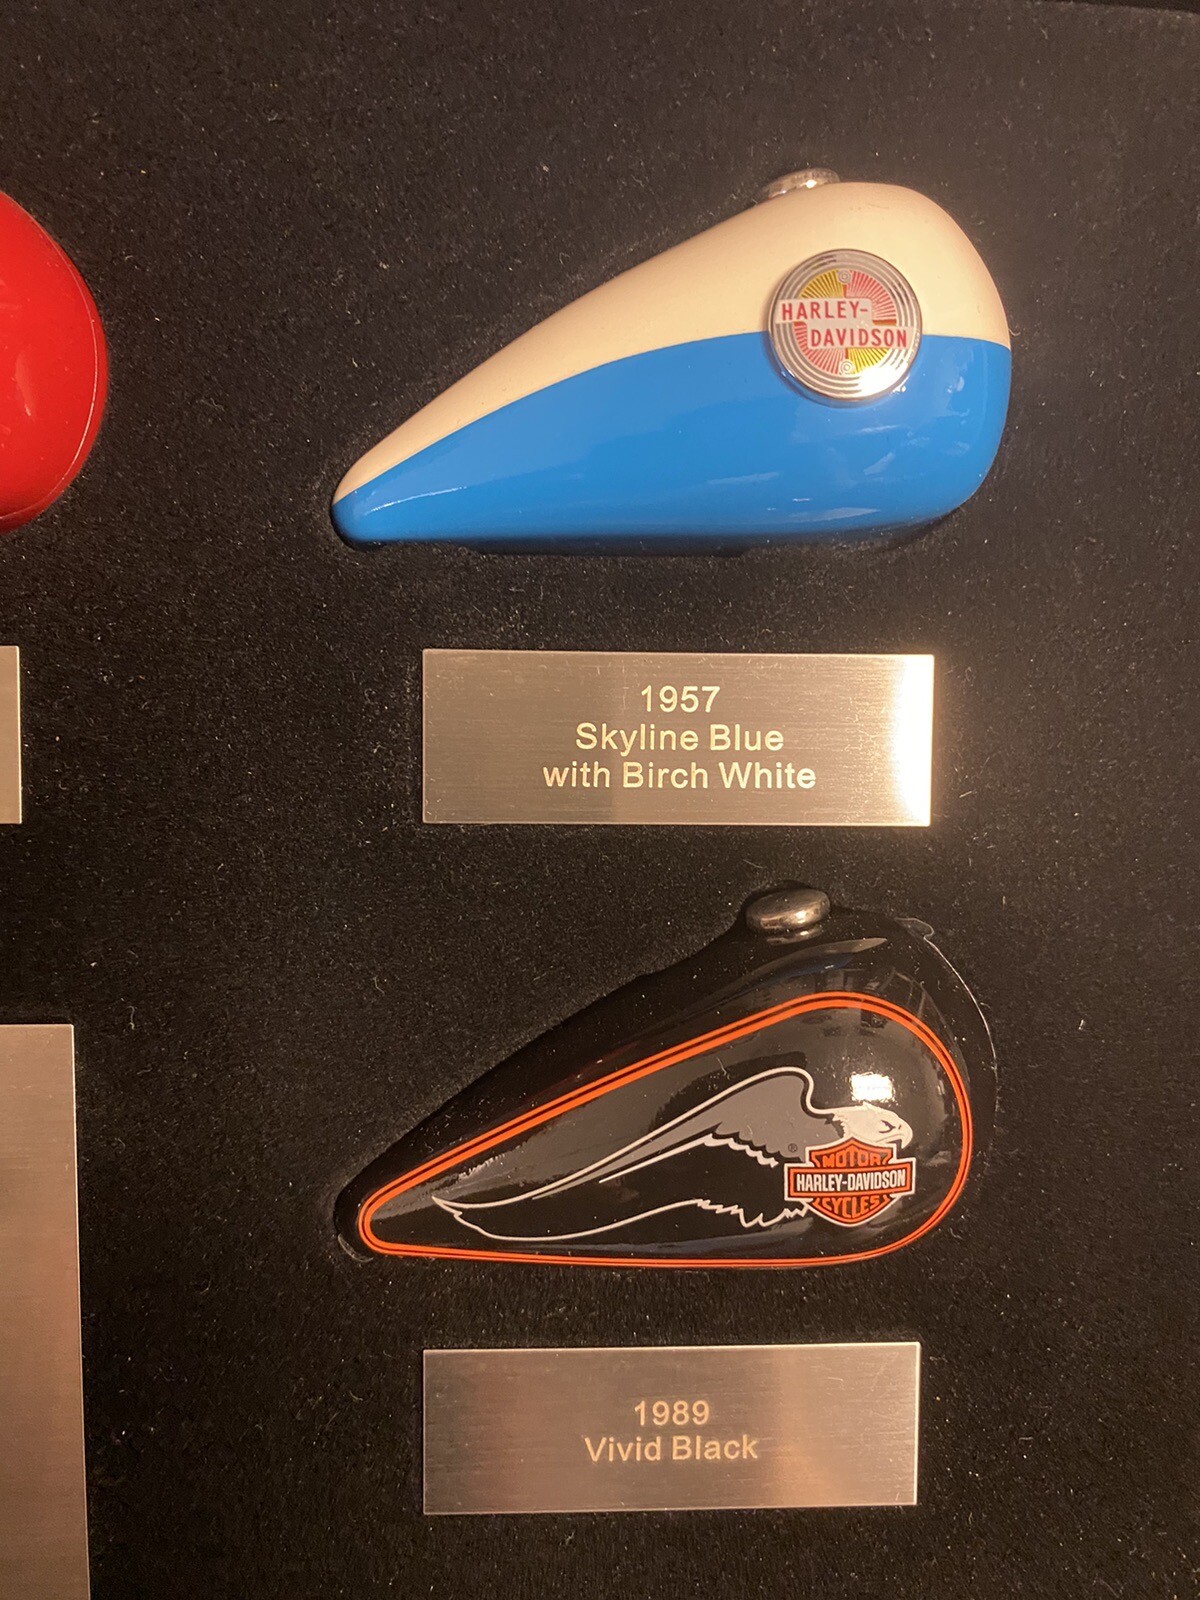 HARLEY-
DAVIDSON
1957
Skyline Blue
with Birch White
®
MOTOR
HARLEY-DAVIDSON
CYCLES
1989
Vivid Black